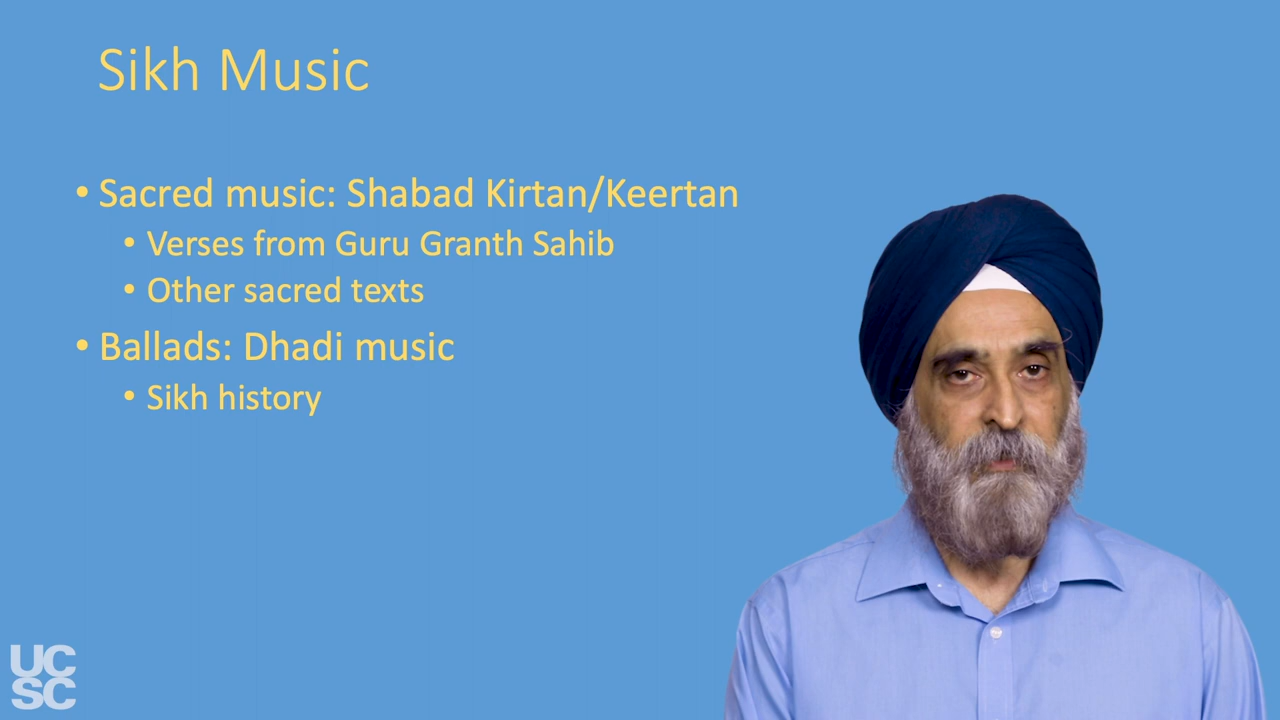 Sikh Music
• Sacred music: Shabad Kirtan/Keertan
• Verses from Guru Granth Sahib
• Other sacred texts
• Ballads: Dhadi music
• Sikh history
UC
SC